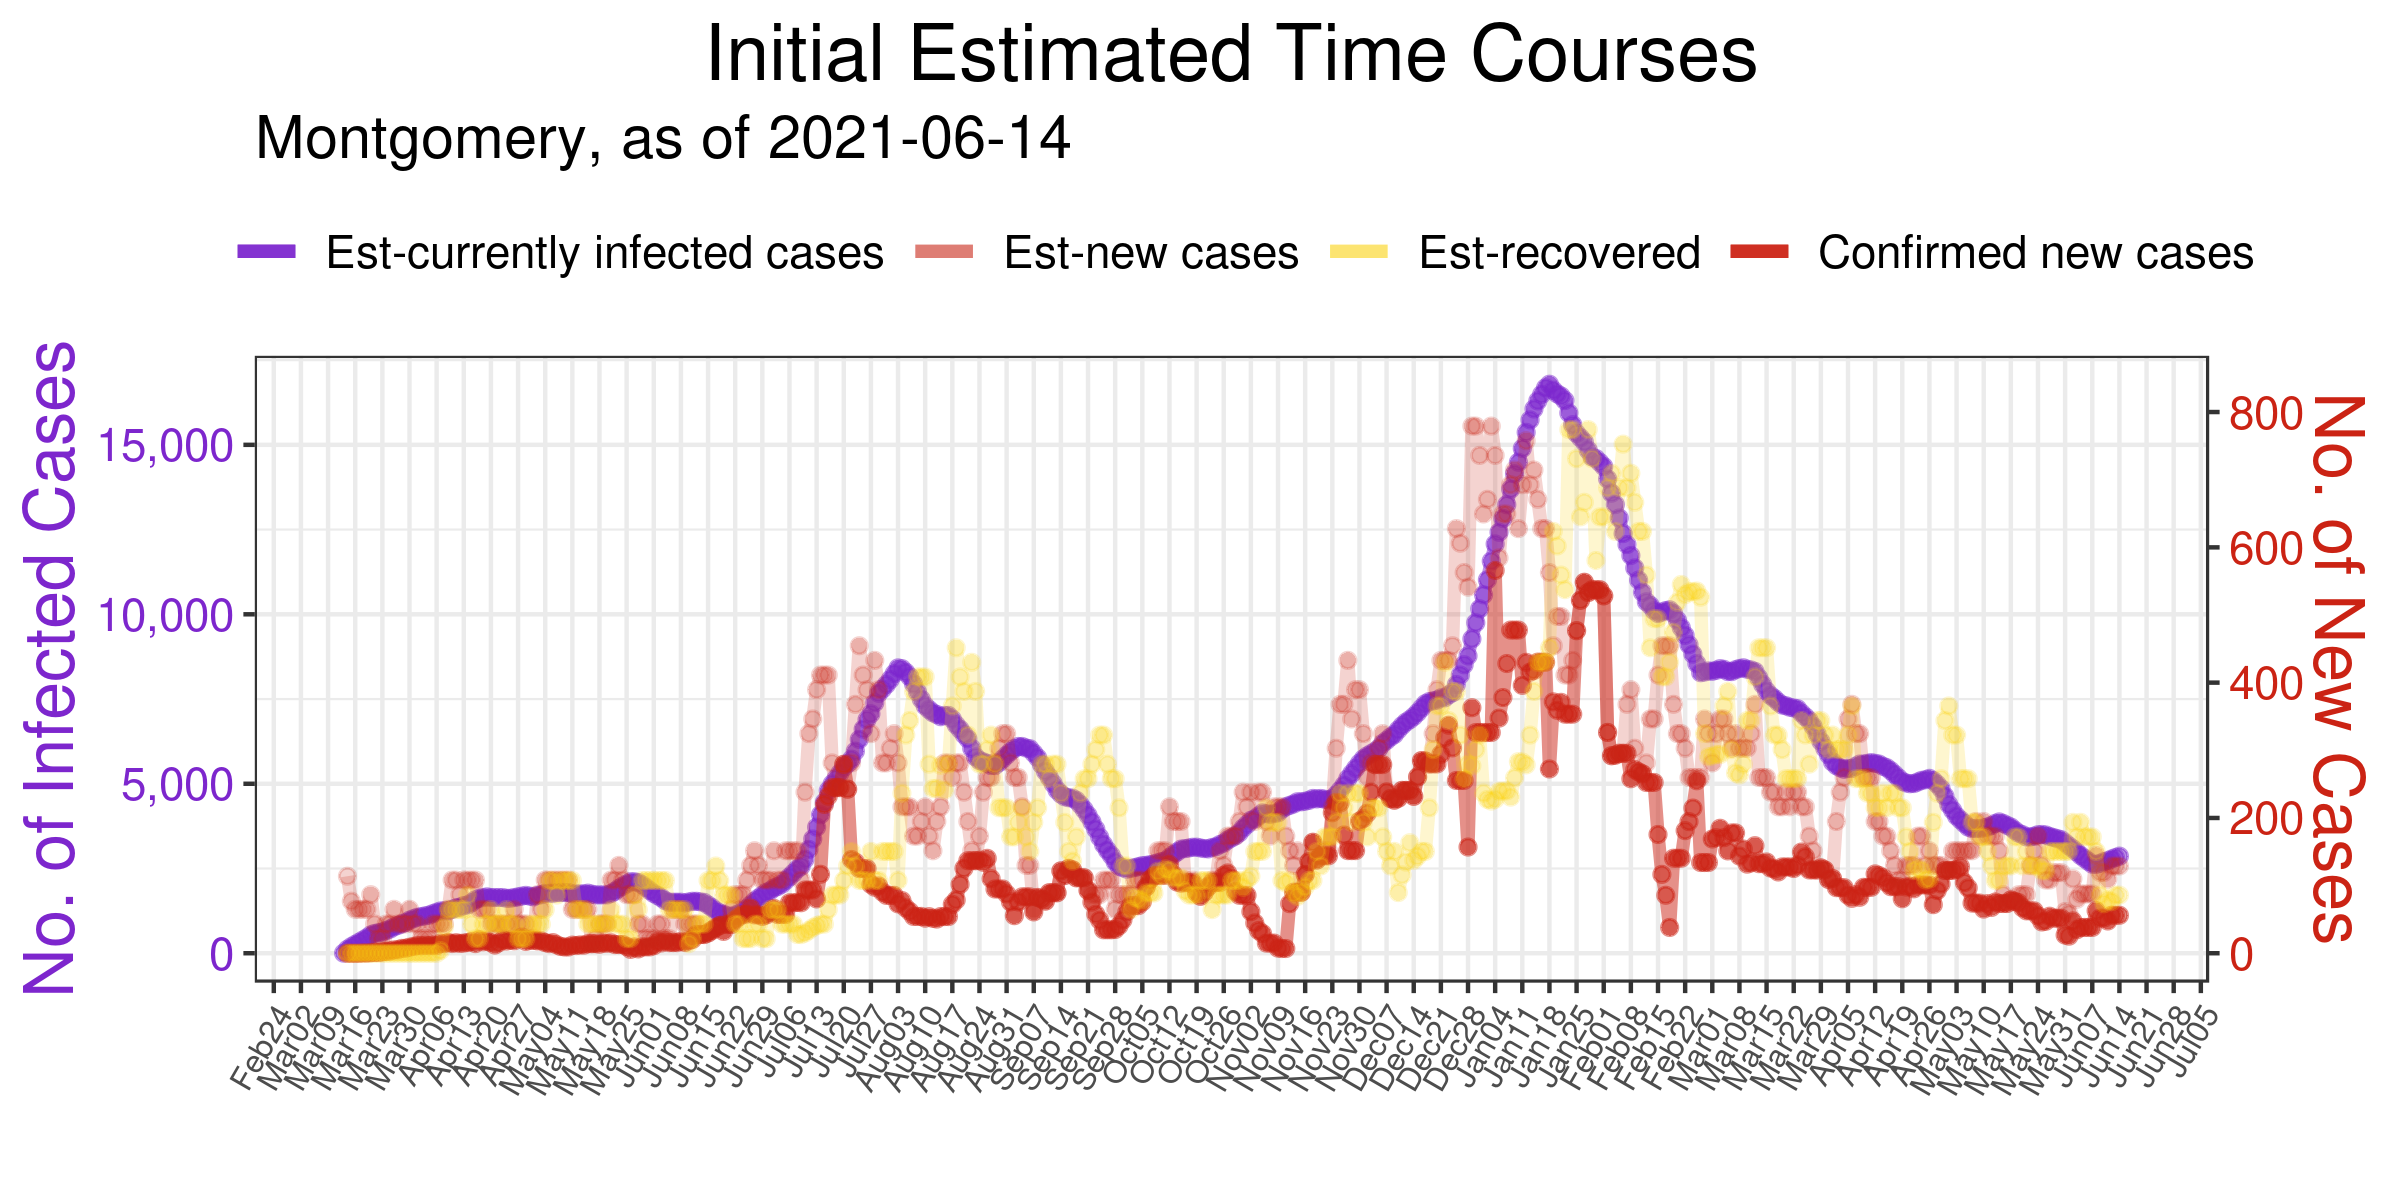 Initial Estimated Time Courses
Montgomery, as of 2021-06-14
Est-currently infected cases
Est-new cases
Est-recovered
Confirmed new cases
No. of Infected Cases
15,000
10,000
5,000
0
800
600
400
200
0
No. of New Cases
Feb24
Mar02
Mar09
Mar16
Mar23
Mar30
Apr06
Apr13
Apr20
Apr27
May04
May11
May18
May25
Jun01
Jun08
Jun15
Jun22
Jun29
Jul06
Jul13
Jul20
Jul27
Aug03
Aug10
Aug17
Aug24
Aug31
Sep07
Sep14
Sep21
Sep28
Oct05
Oct12
Oct19
Oct26
Nov02
Nov09
Nov16
Nov23
Nov30
Dec07
Dec14
Dec21
Dec28
Jan04
Jan11
Jan18
Jan25
Feb01
Feb08
Feb15
Feb22
Mar01
Mar08
Mar15
Mar22
Mar29
Apr05
Apr12
Apr19
Apr26
May03
May10
May17
May24
May31
Jun07
Jun14
Jun21
Jun28
Jul05